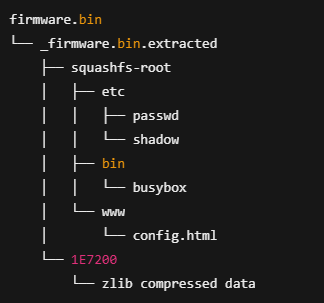 firmware.bin
└── _firmware.bin.extracted
    ├── squashfs-root
    │   ├── etc
    │   │   ├── passwd
    │   │   └── shadow
    │   ├── bin
    │   │   └── busybox
    │   └── www
    │       └── config.html
    └── 1E7200
        └── zlib compressed data